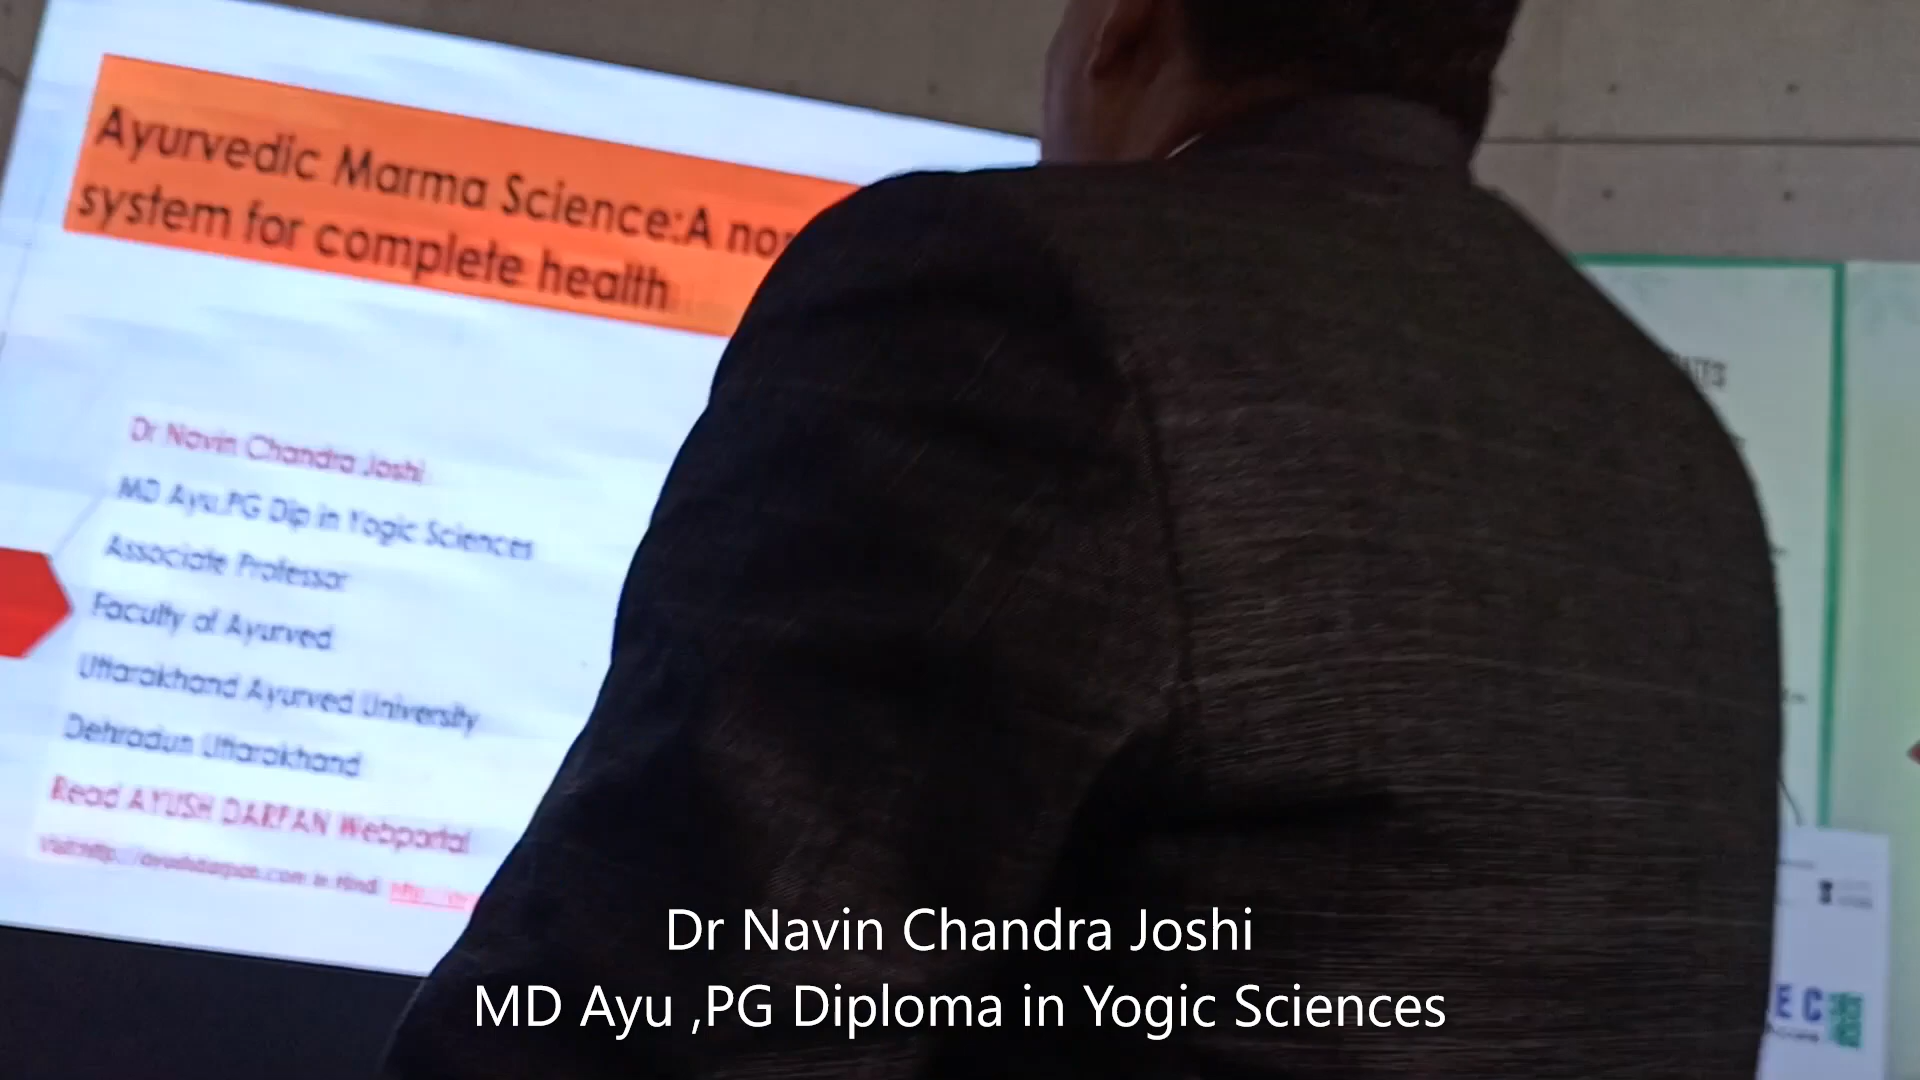 Ayurvedic Marma Science:A
system for complete health
Dr Navin Chandra Joshi
MD Ayu,PG Dip in Yogic Sciences
Associate Professor
Faculty of Ayurved
Uttarakhand Ayurved University
Dehradun Uttarakhand
Read AYUSH DARPAN Webportal
Dr Navin Chandra Joshi
MD Ayu ,PG Diploma in Yogic Sciences